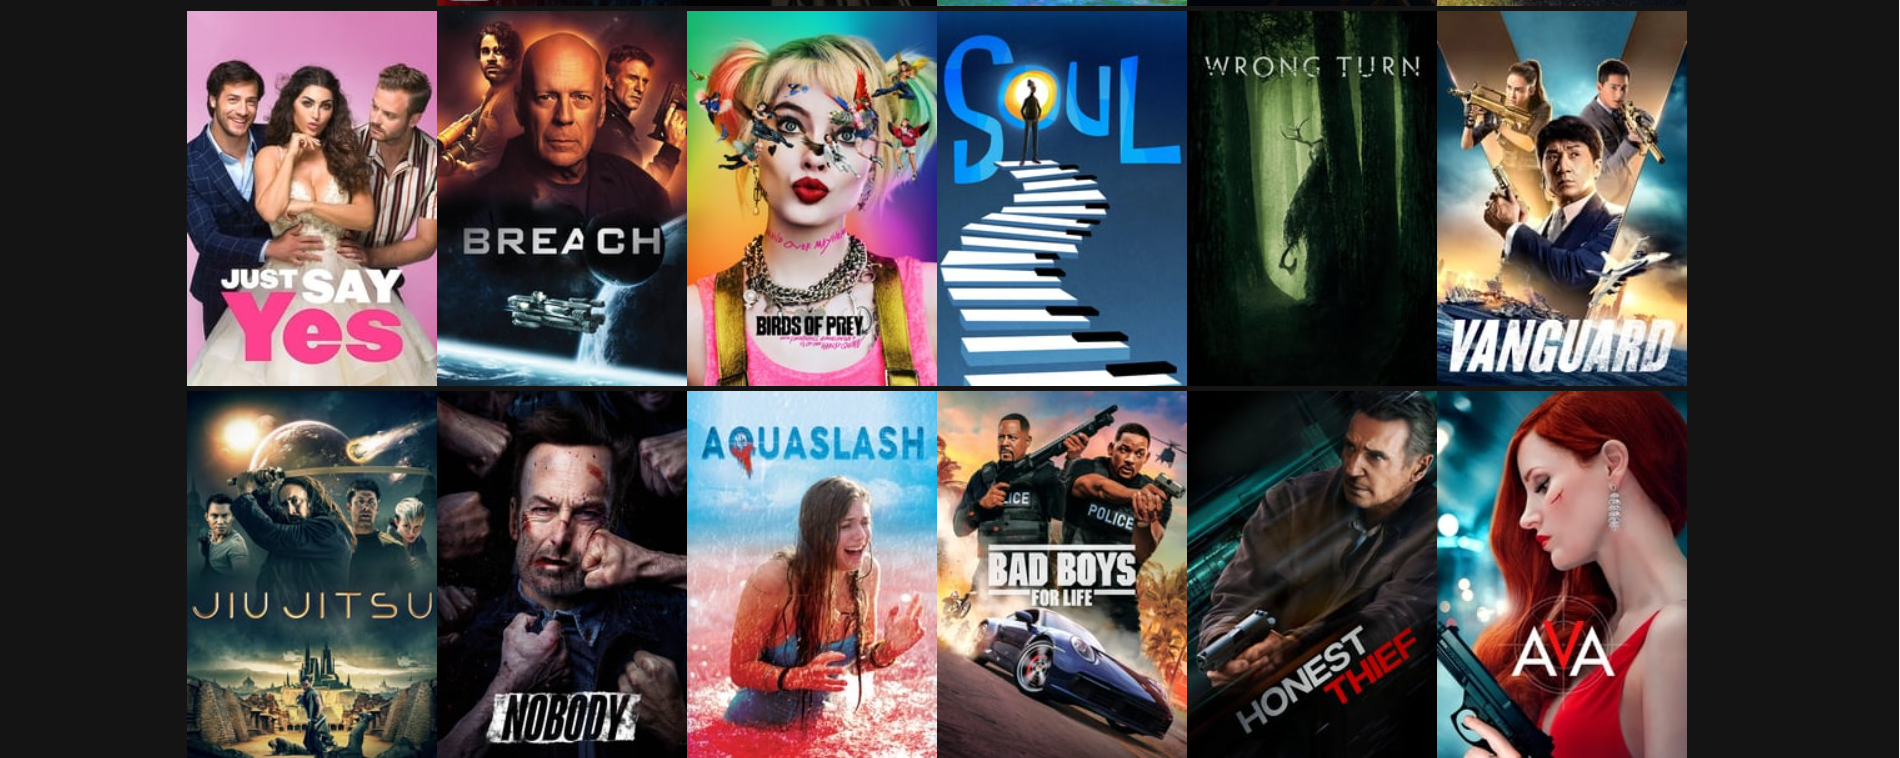 JUST SAY
Yes
BREACH
BIRDS OF PREY
SOUL
WRONG TURN
VANGUARD
JIU JITSU
NOBODY
AQUASLASH
POLICE
BAD BOYS
FOR LIFE
HONEST
THIEF
AVA